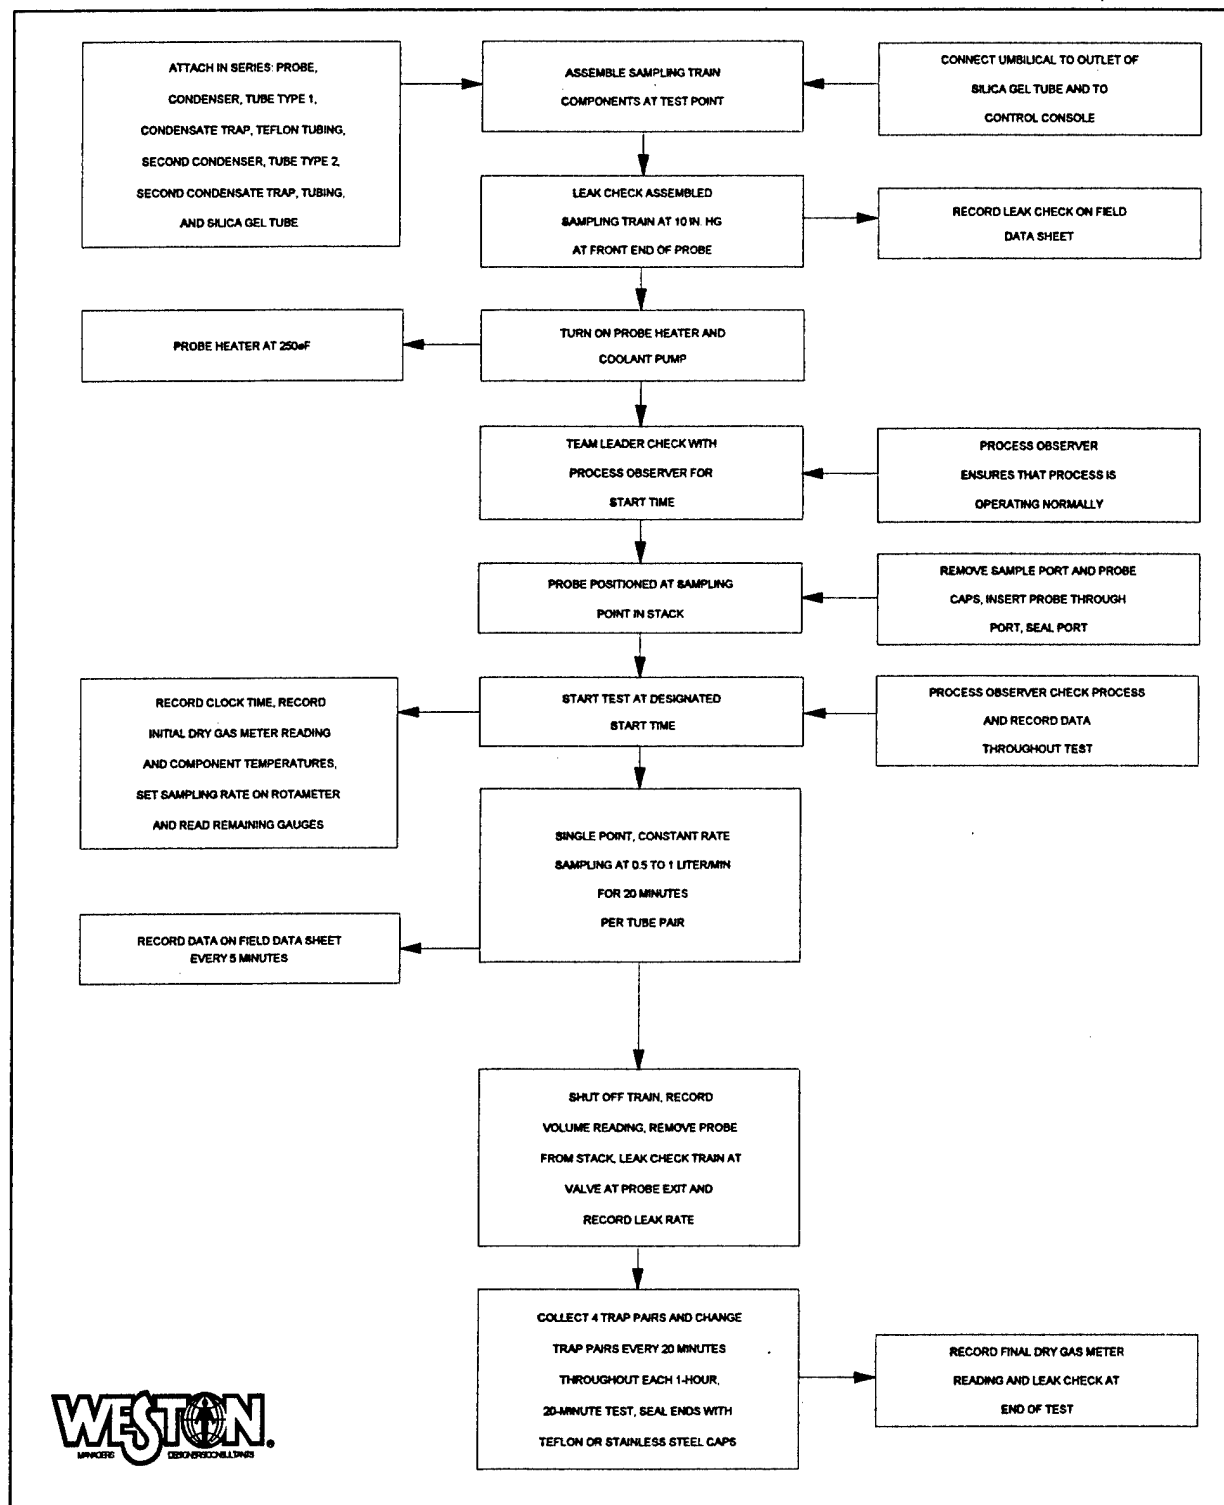 ATTACH IN SERIES: PROBE,
CONDENSER, TUBE TYPE 1,
CONDENSATE TRAP, TEFLON TUBING,
SECOND CONDENSER, TUBE TYPE 2,
SECOND CONDENSATE TRAP, TUBING,
AND SILICA GEL TUBE
ASSEMBLE SAMPLING TRAIN
COMPONENTS AT TEST POINT
CONNECT UMBILICAL TO OUTLET OF
SILICA GEL TUBE AND TO
CONTROL CONSOLE
LEAK CHECK ASSEMBLED
SAMPLING TRAIN AT 10 IN. HG
AT FRONT END OF PROBE
RECORD LEAK CHECK ON FIELD
DATA SHEET
PROBE HEATER AT 250øF
TURN ON PROBE HEATER AND
COOLANT PUMP
TEAM LEADER CHECK WITH
PROCESS OBSERVER FOR
START TIME
PROCESS OBSERVER
ENSURES THAT PROCESS IS
OPERATING NORMALLY
PROBE POSITIONED AT SAMPLING
POINT IN STACK
REMOVE SAMPLE PORT AND PROBE
CAPS, INSERT PROBE THROUGH
PORT, SEAL PORT
RECORD CLOCK TIME, RECORD
INITIAL DRY GAS METER READING
AND COMPONENT TEMPERATURES,
SET SAMPLING RATE ON ROTAMETER
AND READ REMAINING GAUGES
START TEST AT DESIGNATED
START TIME
PROCESS OBSERVER CHECK PROCESS
AND RECORD DATA
THROUGHOUT TEST
SINGLE POINT, CONSTANT RATE
SAMPLING AT 0.5 TO 1 LITER/MIN
FOR 20 MINUTES
PER TUBE PAIR
RECORD DATA ON FIELD DATA SHEET
EVERY 5 MINUTES
SHUT OFF TRAIN, RECORD
VOLUME READING, REMOVE PROBE
FROM STACK, LEAK CHECK TRAIN AT
VALVE AT PROBE EXIT AND
RECORD LEAK RATE
COLLECT 4 TRAP PAIRS AND CHANGE
TRAP PAIRS EVERY 20 MINUTES
THROUGHOUT EACH 1-HOUR,
20-MINUTE TEST, SEAL ENDS WITH
TEFLON OR STAINLESS STEEL CAPS
RECORD FINAL DRY GAS METER
READING AND LEAK CHECK AT
END OF TEST
WESTON®
MANAGERS DESIGNERS/CONSULTANTS